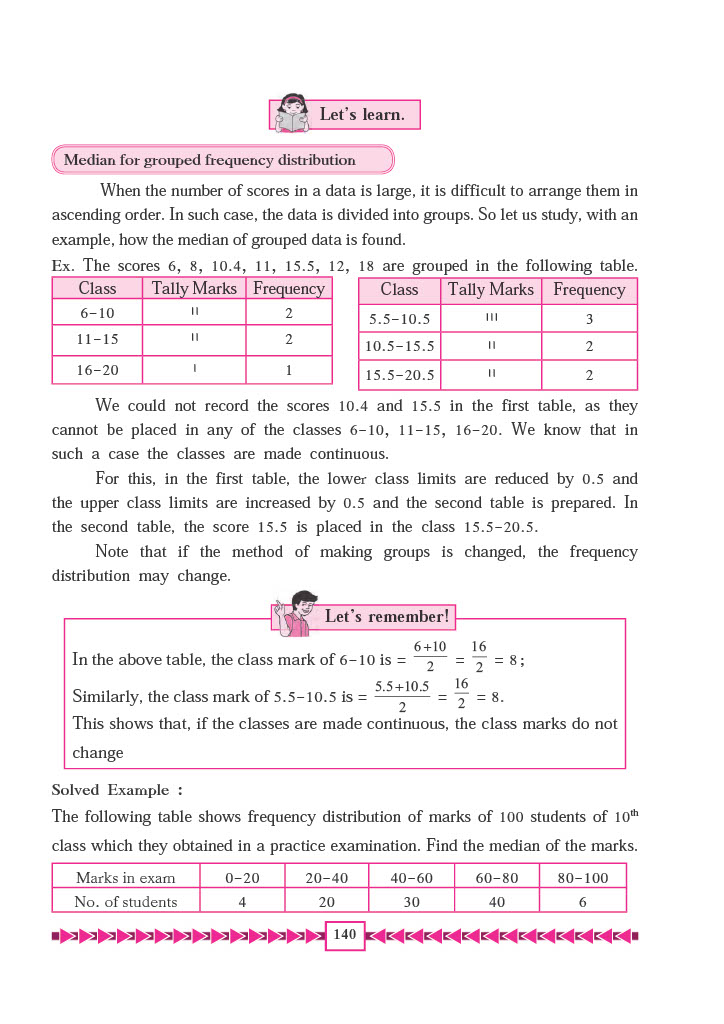 Let's learn.
Median for grouped frequency distribution
When the number of scores in a data is large, it is difficult to arrange them in
ascending order. In such case, the data is divided into groups. So let us study, with an
example, how the median of grouped data is found.
Ex. The scores 6, 8, 10.4, 11, 15.5, 12, 18 are grouped in the following table.
Class Tally Marks Frequency
6-10 II 2
11-15 II 2
16-20 I 1
Class Tally Marks Frequency
5.5-10.5 III 3
10.5-15.5 II 2
15.5-20.5 II 2
We could not record the scores 10.4 and 15.5 in the first table, as they
cannot be placed in any of the classes 6-10, 11-15, 16-20. We know that in
such a case the classes are made continuous.
For this, in the first table, the lower class limits are reduced by 0.5 and
the upper class limits are increased by 0.5 and the second table is prepared. In
the second table, the score 15.5 is placed in the class 15.5-20.5.
Note that if the method of making groups is changed, the frequency
distribution may change.
Let's remember!
In the above table, the class mark of 6-10 is = 6+10/2 = 16/2 = 8;
Similarly, the class mark of 5.5-10.5 is = 5.5+10.5/2 = 16/2 = 8.
This shows that, if the classes are made continuous, the class marks do not
change
Solved Example :
The following table shows frequency distribution of marks of 100 students of 10th
class which they obtained in a practice examination. Find the median of the marks.
Marks in exam 0-20 20-40 40-60 60-80 80-100
No. of students 4 20 30 40 6
140